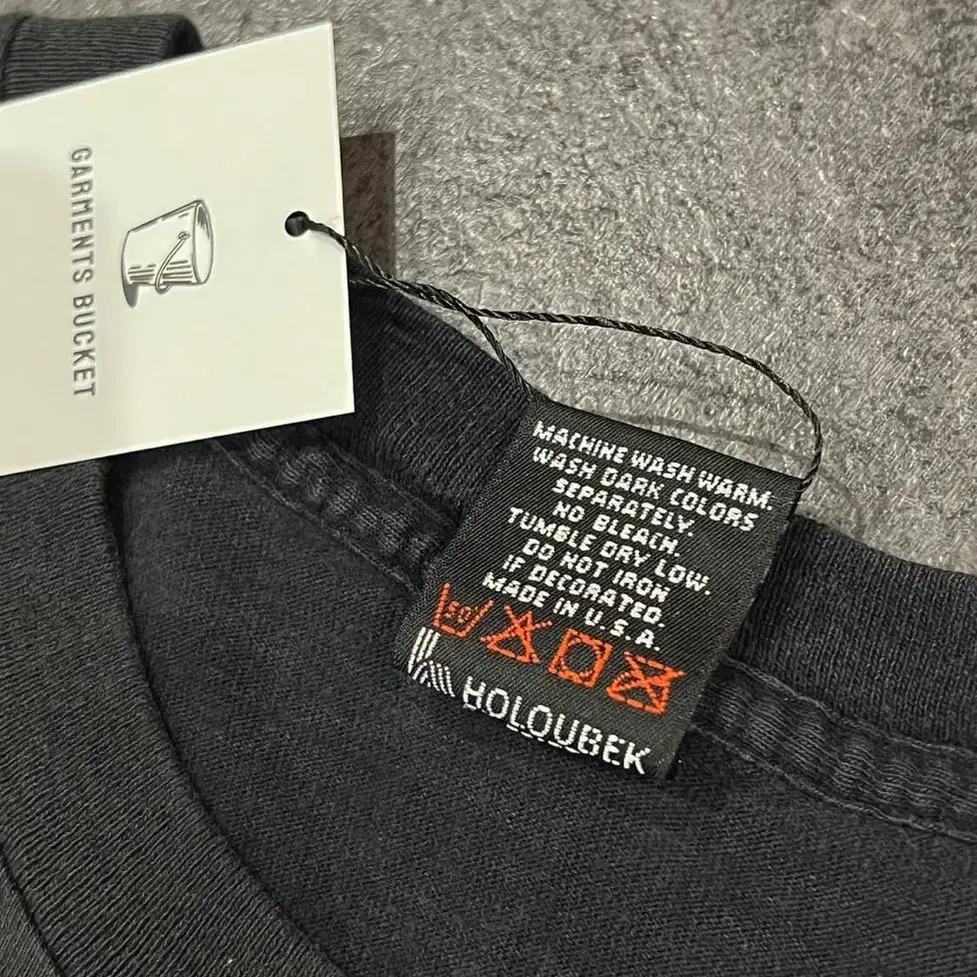 GARMENTS BUCKET
MACHINE WASH WARM.
WASH DARK COLORS
SEPARATELY.
NO BLEACH.
TUMBLE DRY LOW.
DO NOT IRON
IF DECORATED.
MADE IN U.S.A.
50
HOLOUBEK